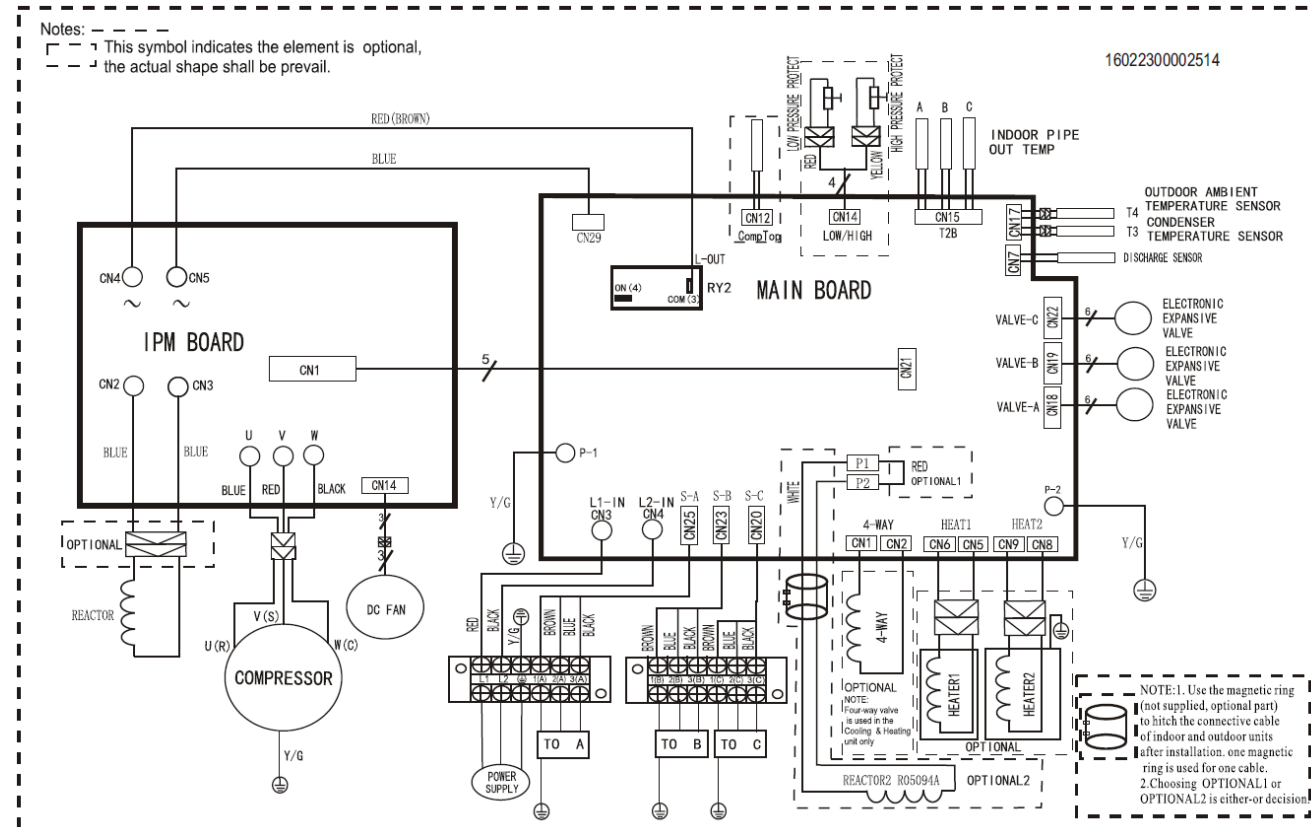 Notes:
This symbol indicates the element is optional,
the actual shape shall be prevail.
16022300002514
RED(BROWN)
BLUE
LOW PRESSURE PROTECT
HIGH PRESSURE PROTECT
RED
YELLOW
4
A B C
INDOOR PIPE
OUT TEMP
CN12
CompTop
CN14
LOW/HIGH
CN15
T2B
CN17
T4
OUTDOOR AMBIENT
TEMPERATURE SENSOR
T3
CONDENSER
TEMPERATURE SENSOR
CN7
DISCHARGE SENSOR
CN29
L-OUT
ON(4)
COM(3)
RY2
MAIN BOARD
CN4
CN5
IPM BOARD
CN1
5
CN21
CN2
CN3
BLUE
BLUE
U V W
BLUE
RED
BLACK
CN14
3
3
VALVE-C
CN22
6
ELECTRONIC
EXPANSIVE
VALVE
VALVE-B
CN19
6
ELECTRONIC
EXPANSIVE
VALVE
VALVE-A
CN18
6
ELECTRONIC
EXPANSIVE
VALVE
P-1
Y/G
L1-IN
CN3
L2-IN
CN4
S-A
CN25
S-B
CN23
S-C
CN20
WHITE
P1
P2
RED
OPTIONAL1
4-WAY
CN1 CN2
HEAT1
CN6 CN5
HEAT2
CN9 CN8
P-2
Y/G
OPTIONAL
REACTOR
V(S)
U(R)
W(C)
COMPRESSOR
Y/G
DC FAN
RED
BLACK
Y/G
BROWN
BLUE
BLACK
L1 L2 1(A) 2(A) 3(A)
POWER
SUPPLY
TO A
BROWN
BLUE
BLACK
BROWN
BLUE
BLACK
1(B) 2(B) 3(B) 1(C) 2(C) 3(C)
TO B
TO C
4-WAY
OPTIONAL
NOTE:
Four-way valve
is used in the
Cooling & Heating
unit only
HEATER1
HEATER2
OPTIONAL
REACTOR2 R05094A
OPTIONAL2
NOTE:1. Use the magnetic ring
(not supplied, optional part)
to hitch the connective cable
of indoor and outdoor units
after installation. one magnetic
ring is used for one cable.
2.Choosing OPTIONAL1 or
OPTIONAL2 is either-or decision